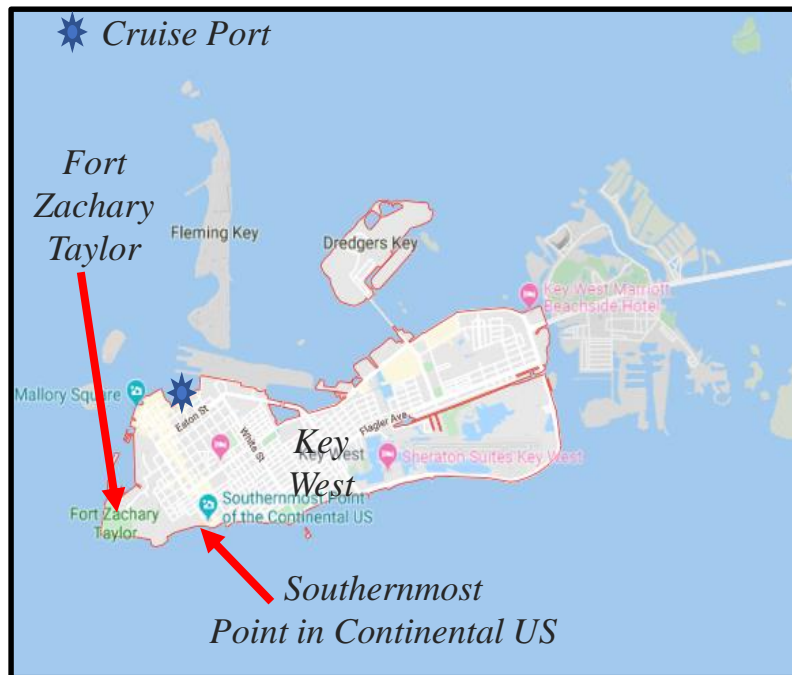 Cruise Port
Fort
Zachary
Taylor
Fleming Key
Dredgers Key
Key West Marriott
Beachside Hotel
Mallory Square
Eaton St
White St
Flagler Ave
Key
West
Key West
Sheraton Suites Key West
Southernmost Point
of the Continental US
Fort Zachary
Taylor
Southernmost
Point in Continental US